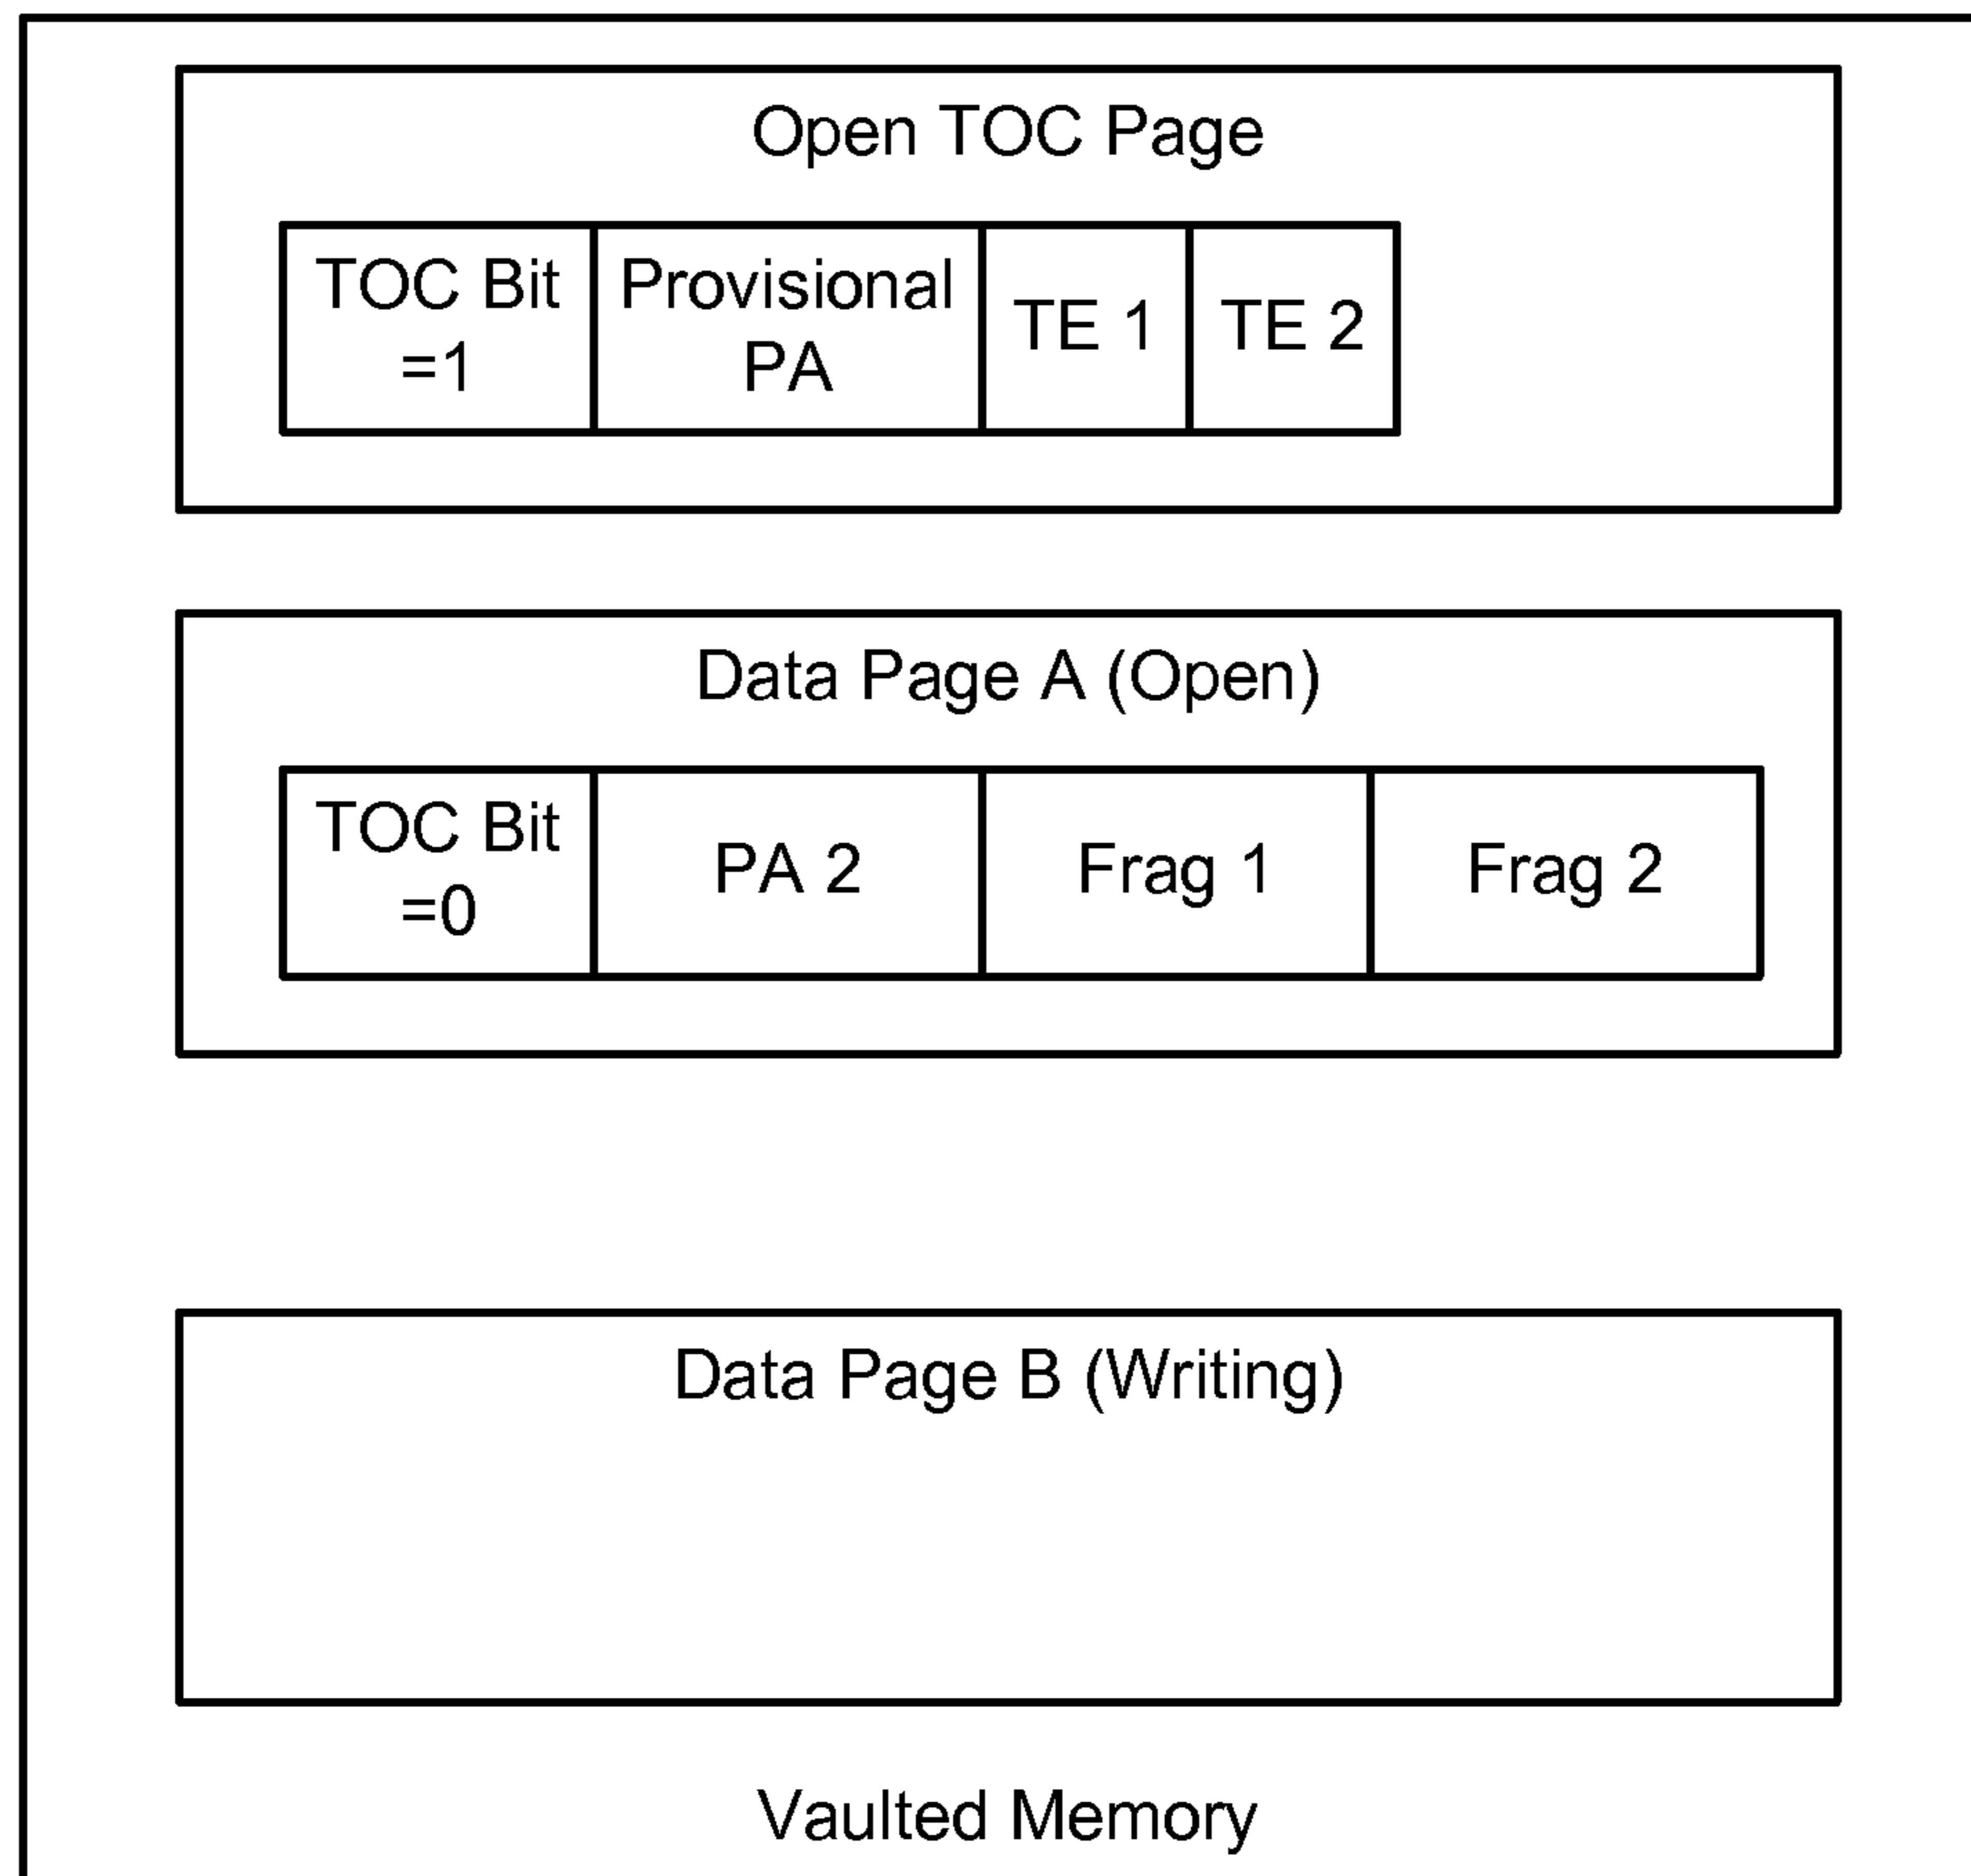 Open TOC Page
TOC Bit
=1
Provisional
PA
TE 1
TE 2
Data Page A (Open)
TOC Bit
=0
PA 2
Frag 1
Frag 2
Data Page B (Writing)
Vaulted Memory